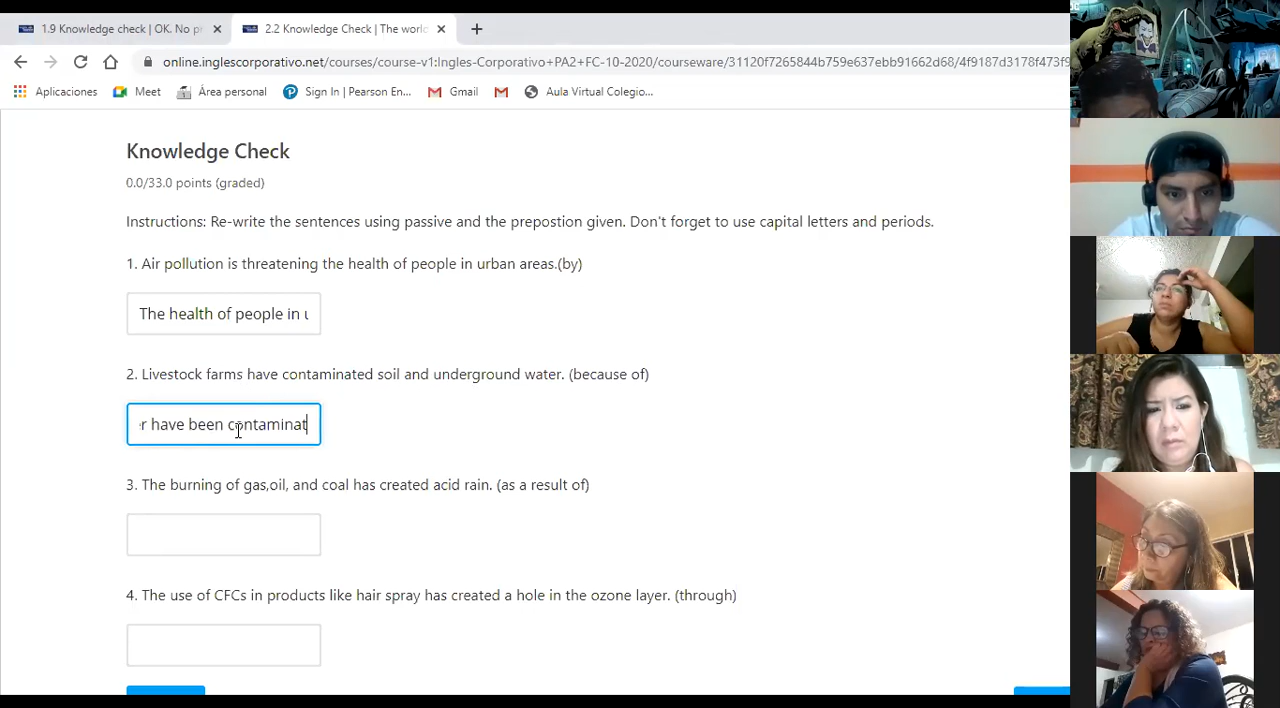 1.9 Knowledge check | OK. No p
2.2 Knowledge Check | The world
online.inglescorporativo.net/courses/course-v1:Ingles-Corporativo+PA2+FC-10-2020/courseware/31120f7265844b759e637ebb91662d68/4f9187d3178f473f9
Aplicaciones Meet Área personal Sign In | Pearson En... Gmail Aula Virtual Colegio...
Knowledge Check
0.0/33.0 points (graded)
Instructions: Re-write the sentences using passive and the prepostion given. Don't forget to use capital letters and periods.
1. Air pollution is threatening the health of people in urban areas.(by)
The health of people in u
2. Livestock farms have contaminated soil and underground water. (because of)
r have been contaminat
3. The burning of gas,oil, and coal has created acid rain. (as a result of)
4. The use of CFCs in products like hair spray has created a hole in the ozone layer. (through)